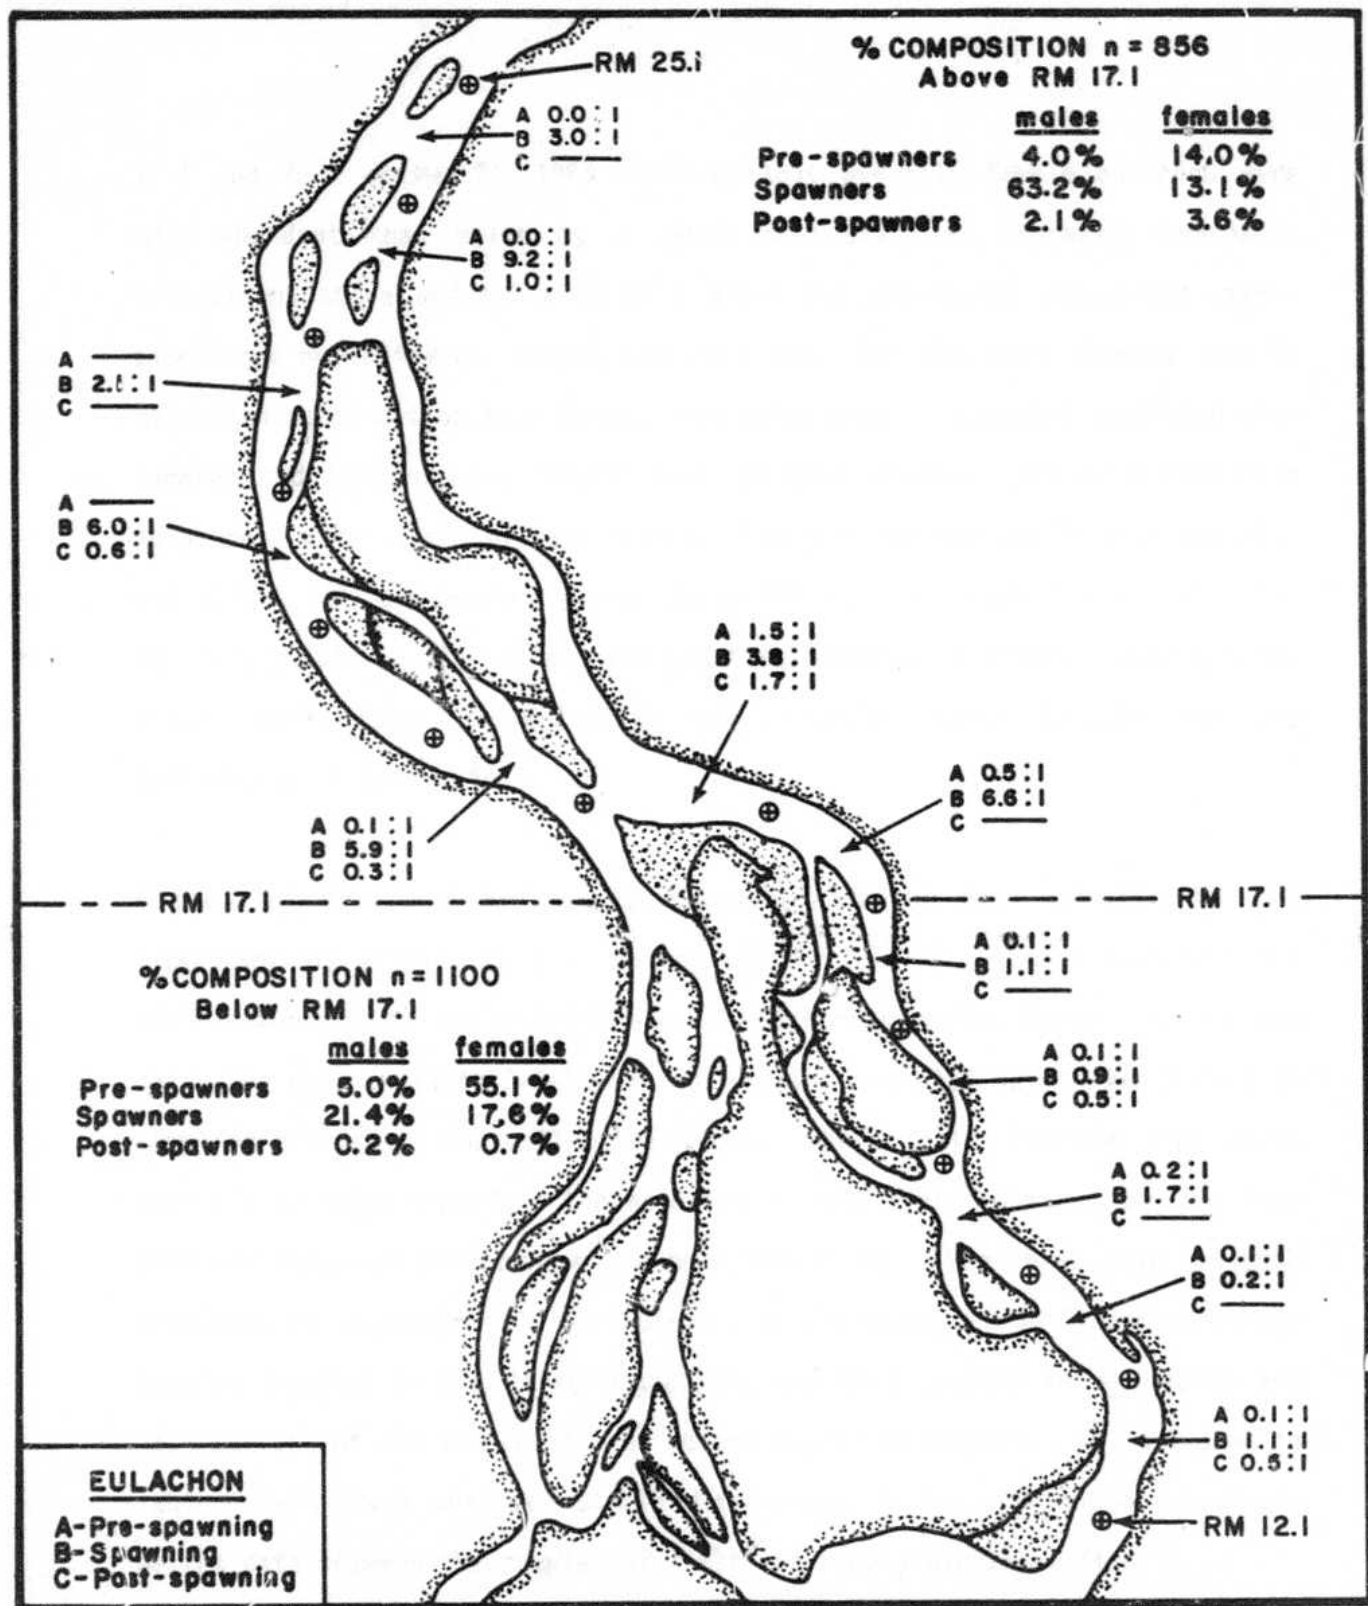 RM 25.1
% COMPOSITION n = 856
Above RM 17.1
males females
Pre-spawners 4.0% 14.0%
Spawners 63.2% 13.1%
Post-spawners 2.1% 3.6%
A 0.0:1
B 3.0:1
C ——
A 0.0:1
B 9.2:1
C 1.0:1
A ——
B :1
C ——
A ——
B 6.0:1
C 0.6:1
A 1.5:1
B 3.8:1
C 1.7:1
A 0.5:1
B 6.6:1
C ——
A 0.1:1
B 5.9:1
C 0.3:1
RM 17.1
RM 17.1
A 0.1:1
B 1.1:1
C ——
% COMPOSITION n = 1100
Below RM 17.1
males females
Pre-spawners 5.0% 55.1%
Spawners 21.4% 17.6%
Post-spawners 0.2% 0.7%
A 0.1:1
B 0.9:1
C 0.5:1
A 0.2:1
B 1.7:1
C ——
A 0.1:1
B 0.2:1
C ——
A 0.1:1
B 1.1:1
C 0.5:1
RM 12.1
EULACHON
A-Pre-spawning
B-Spawning
C-Post-spawning